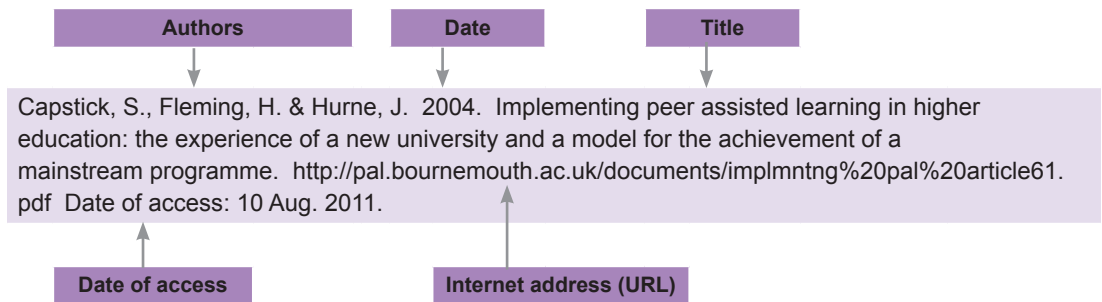 Authors Date Title
Capstick, S., Fleming, H. & Hurne, J.  2004.  Implementing peer assisted learning in higher
education: the experience of a new university and a model for the achievement of a
mainstream programme.  http://pal.bournemouth.ac.uk/documents/implmntng%20pal%20article61.
pdf  Date of access: 10 Aug. 2011.
Date of access Internet address (URL)